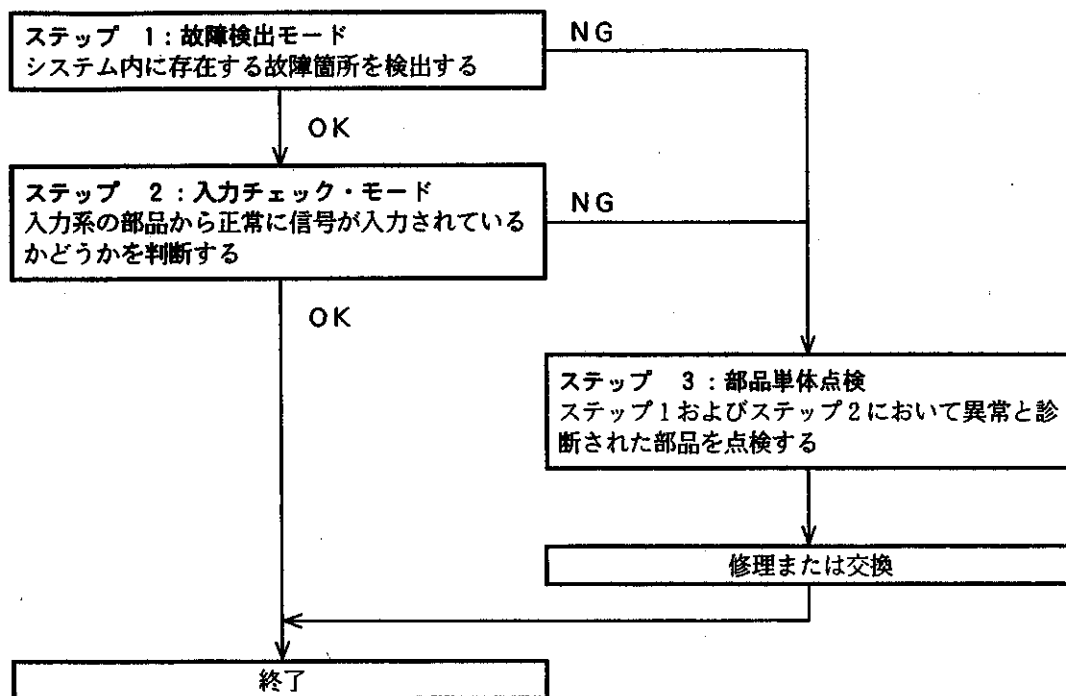 ステップ 1:故障検出モード
システム内に存在する故障箇所を検出する
NG
OK
ステップ 2:入力チェック・モード
入力系の部品から正常に信号が入力されている
かどうかを判断する
NG
OK
ステップ 3:部品単体点検
ステップ1およびステップ2において異常と診
断された部品を点検する
修理または交換
終了